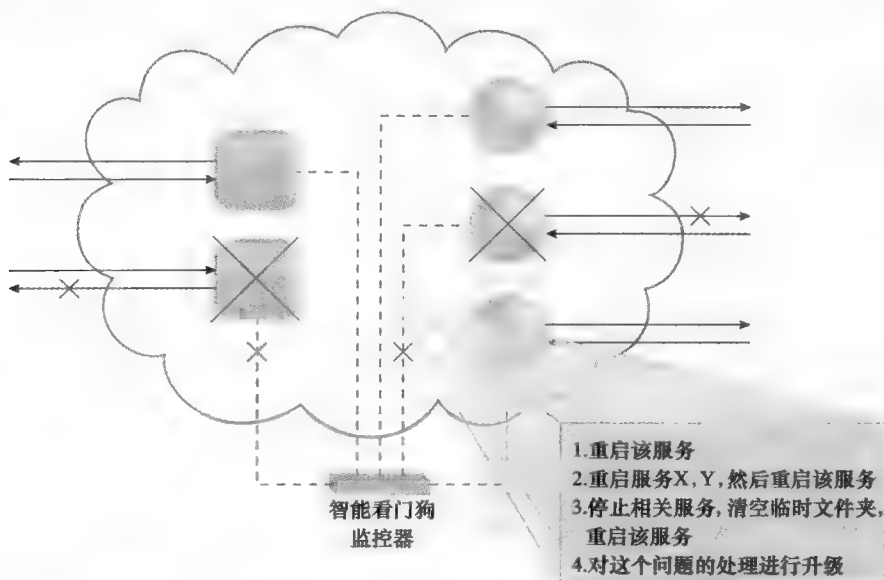 智能看门狗
监控器
1.重启该服务
2.重启服务X,Y,然后重启该服务
3.停止相关服务,清空临时文件夹,
重启该服务
4.对这个问题的处理进行升级